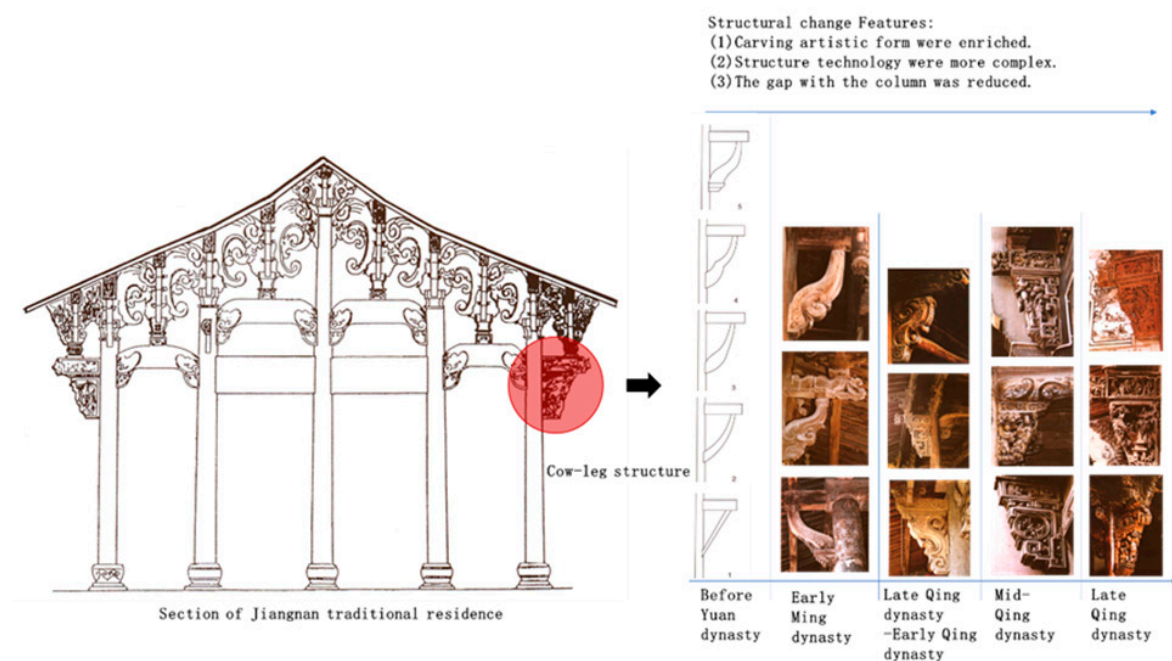 Structural change Features:
(1)Carving artistic form were enriched.
(2)Structure technology were more complex.
(3)The gap with the column was reduced.
5
4
3
2
1
Cow-leg structure
Section of Jiangnan traditional residence
Before
Yuan
dynasty
Early
Ming
dynasty
Late Qing
dynasty
-Early Qing
dynasty
Mid-
Qing
dynasty
Late
Qing
dynasty